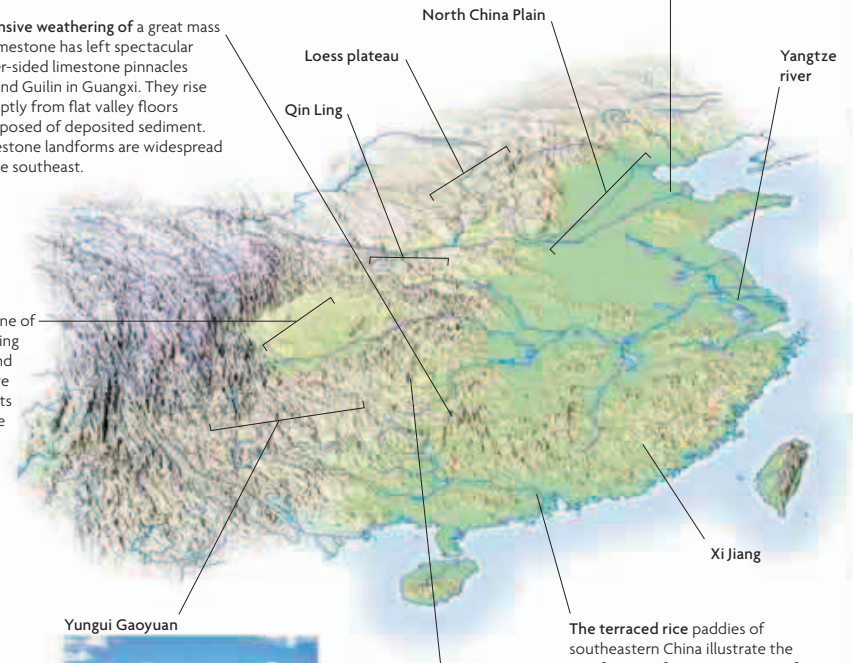 North China Plain
nsive weathering of a great mass
mestone has left spectacular
er-sided limestone pinnacles
nd Guilin in Guangxi. They rise
ptly from flat valley floors
posed of deposited sediment.
estone landforms are widespread
e southeast.
Loess plateau
Qin Ling
Yangtze
river
ne of
ing
nd
e
ts
e
Xi Jiang
Yungui Gaoyuan
The terraced rice paddies of
southeastern China illustrate the